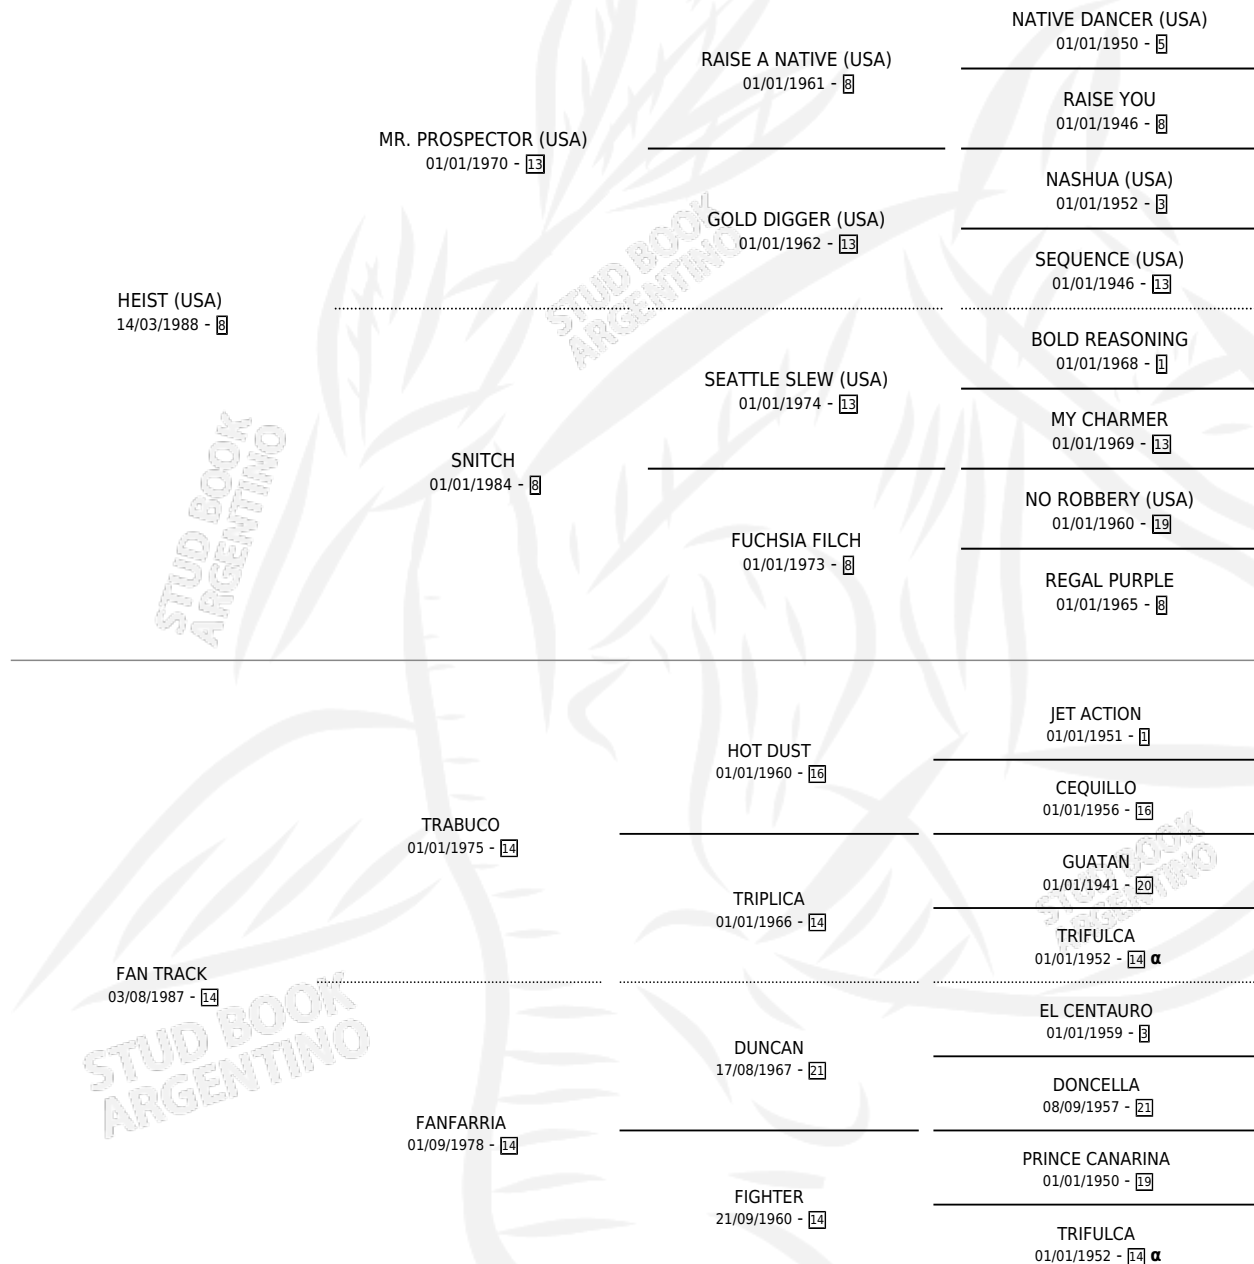 NATIVE DANCER (USA)
01/01/1950 - 5
RAISE A NATIVE (USA)
01/01/1961 - 8
RAISE YOU
01/01/1946 - 8
MR. PROSPECTOR (USA)
01/01/1970 - 13
NASHUA (USA)
01/01/1952 - 3
GOLD DIGGER (USA)
01/01/1962 - 13
SEQUENCE (USA)
01/01/1946 - 13
HEIST (USA)
14/03/1988 - 8
BOLD REASONING
01/01/1968 - 1
SEATTLE SLEW (USA)
01/01/1974 - 13
MY CHARMER
01/01/1969 - 13
SNITCH
01/01/1984 - 8
NO ROBBERY (USA)
01/01/1960 - 19
FUCHSIA FILCH
01/01/1973 - 8
REGAL PURPLE
01/01/1965 - 8
JET ACTION
01/01/1951 - 1
HOT DUST
01/01/1960 - 16
CEQUILLO
01/01/1956 - 16
TRABUCO
01/01/1975 - 14
GUATAN
01/01/1941 - 20
TRIPLICA
01/01/1966 - 14
TRIFULCA
01/01/1952 - 14 α
FAN TRACK
03/08/1987 - 14
EL CENTAURO
01/01/1959 - 3
DUNCAN
17/08/1967 - 21
DONCELLA
08/09/1957 - 21
FANFARRIA
01/09/1978 - 14
PRINCE CANARINA
01/01/1950 - 19
FIGHTER
21/09/1960 - 14
TRIFULCA
01/01/1952 - 14 α
STUD BOOK
ARGENTINO
STUD BOOK
ARGENTINO
STUD BOOK
ARGENTINO
STUD BOOK
ARGENTINO